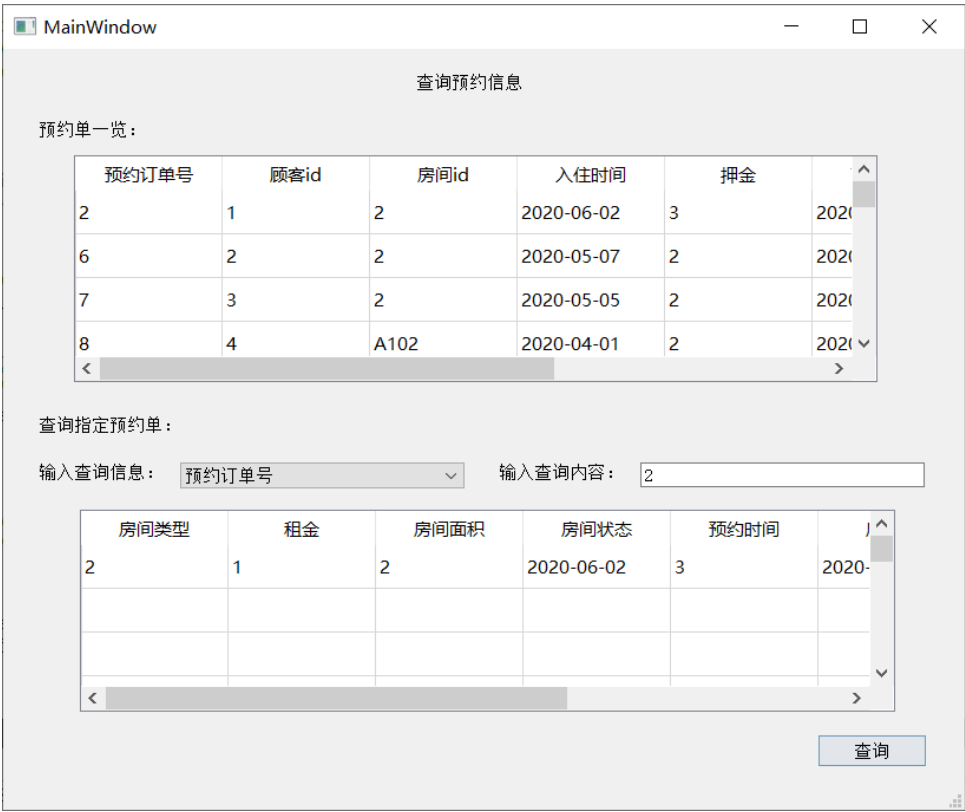 MainWindow
查询预约信息
预约单一览：
预约订单号 顾客id 房间id 入住时间 押金
2 1 2 2020-06-02 3 202
6 2 2 2020-05-07 2 202
7 3 2 2020-05-05 2 202
8 4 A102 2020-04-01 2 202
查询指定预约单：
输入查询信息： 预约订单号 输入查询内容： 2
房间类型 租金 房间面积 房间状态 预约时间
2 1 2 2020-06-02 3 2020-
查询